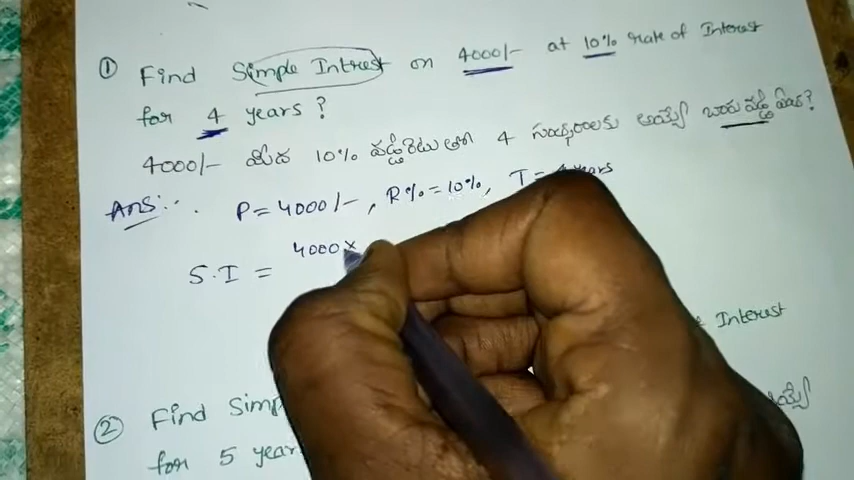 ① Find Simple Intrest on 4000/- at 10% rate of Interest
for 4 years?
4000/- మీద 10% వడ్డీ రేటు తో 4 సంవత్సరాలకు అయ్యే బారువడ్డీ ఎంత?
Ans:- P = 4000/-, R% = 10%, T = 4 years
S.I = 4000 ×
Interest
② Find Simp
అయ్యే
for 5 year